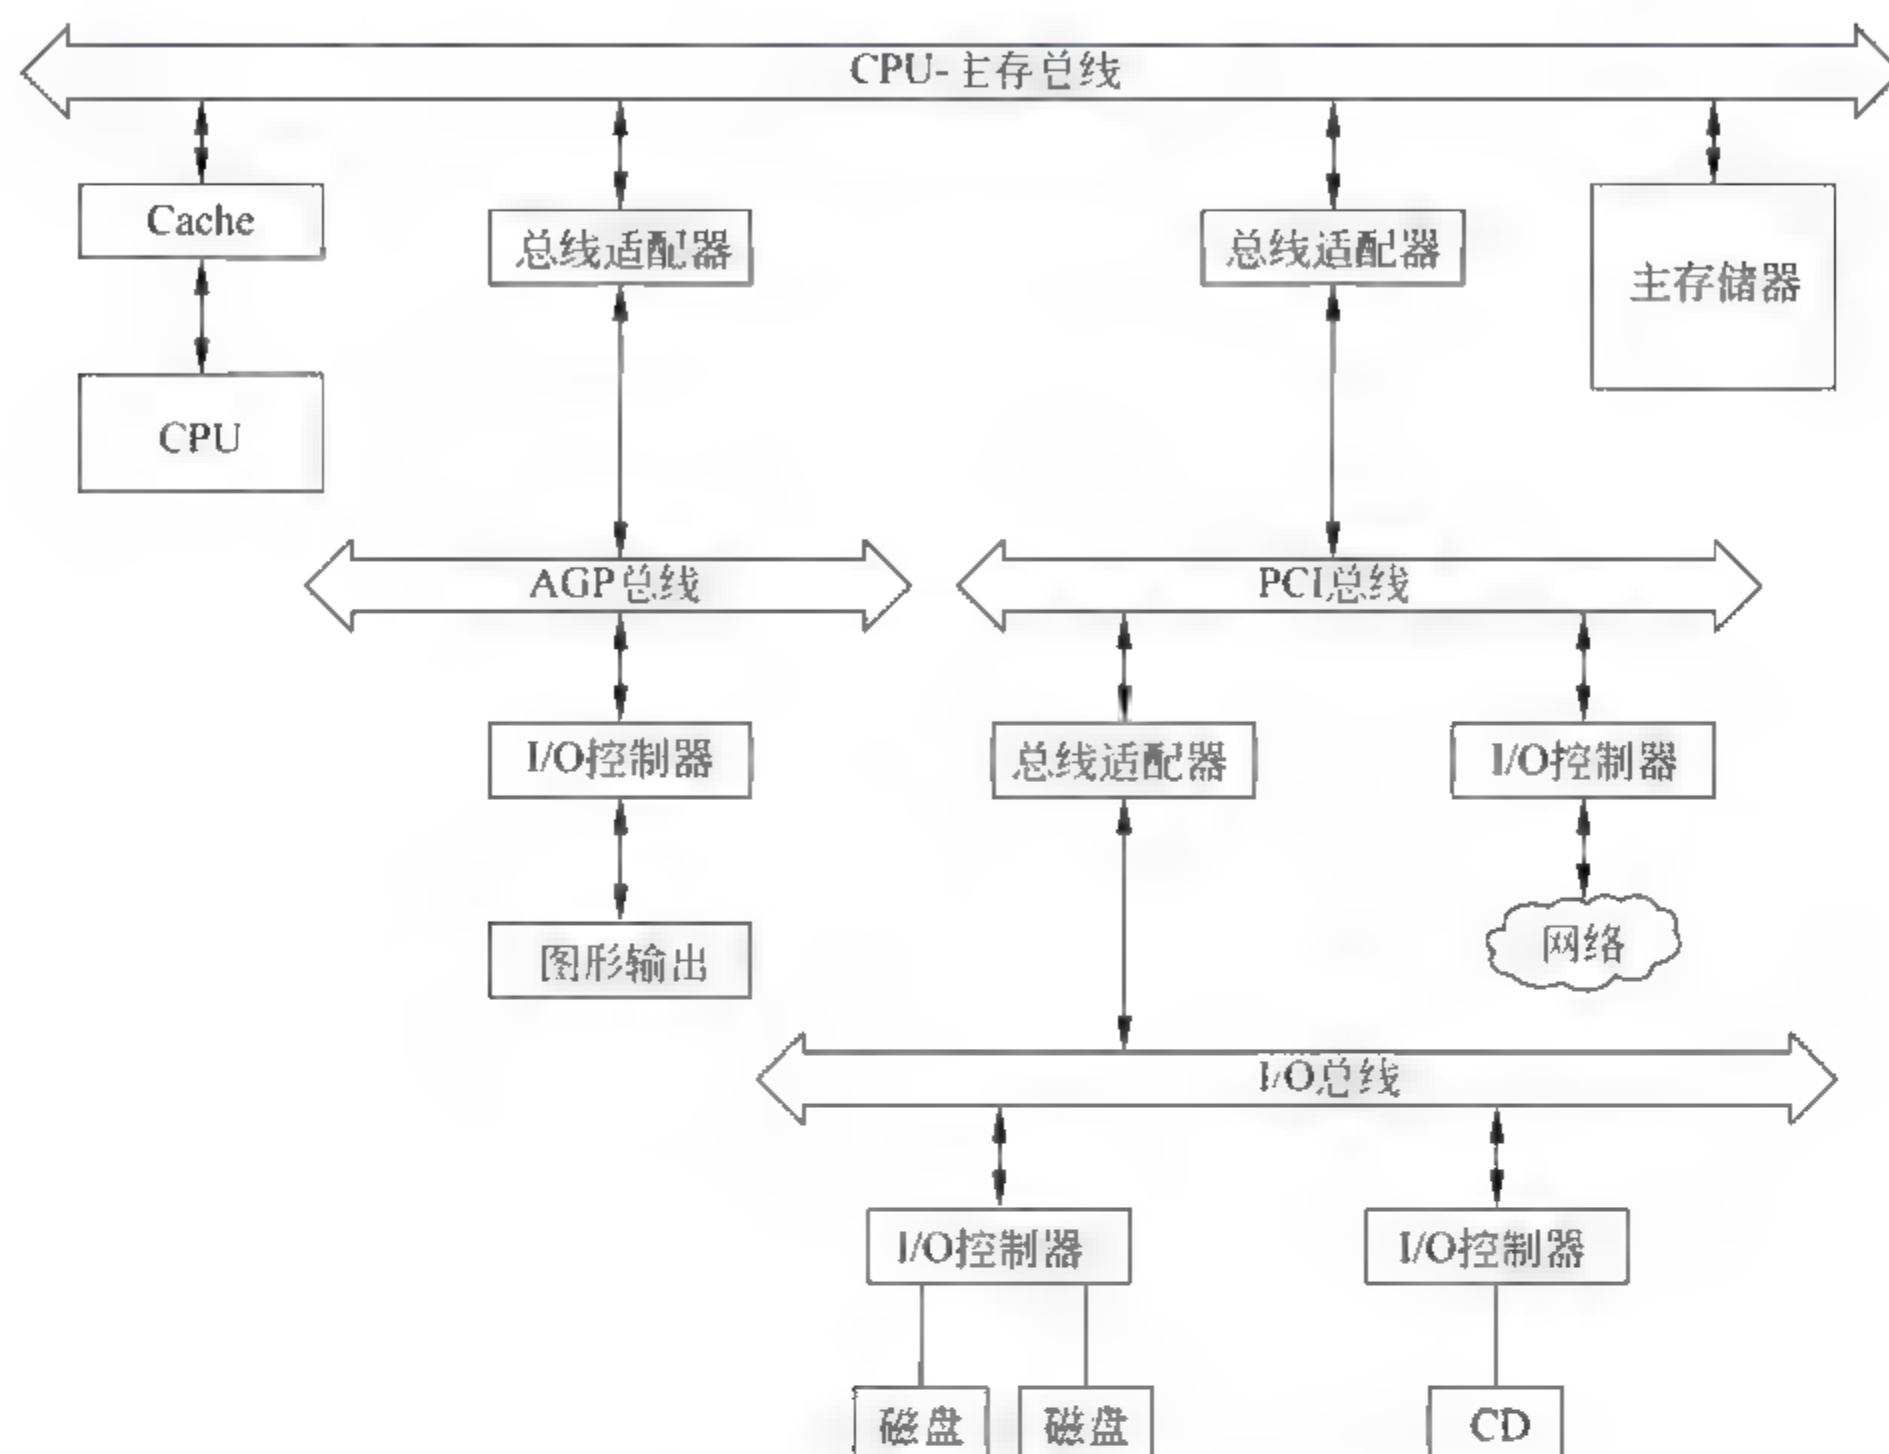 CPU-主存总线
Cache
总线适配器
总线适配器
主存储器
CPU
AGP总线
PCI总线
I/O控制器
总线适配器
I/O控制器
图形输出
网络
I/O总线
I/O控制器
I/O控制器
磁盘
磁盘
CD